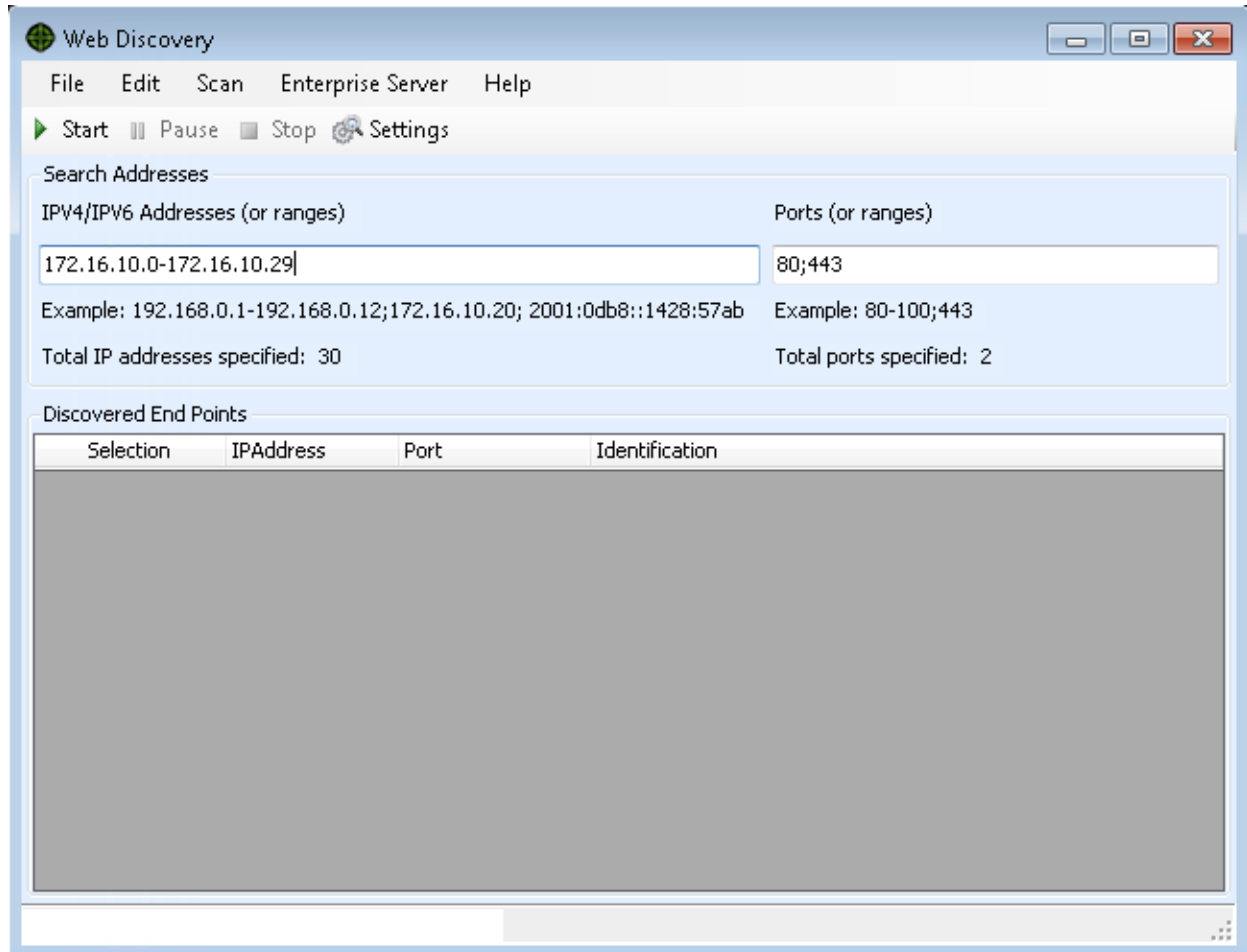 Web Discovery
File Edit Scan Enterprise Server Help
Start Pause Stop Settings
Search Addresses
IPV4/IPV6 Addresses (or ranges) Ports (or ranges)
172.16.10.0-172.16.10.29 80;443
Example: 192.168.0.1-192.168.0.12;172.16.10.20; 2001:0db8::1428:57ab Example: 80-100;443
Total IP addresses specified: 30 Total ports specified: 2
Discovered End Points
Selection IPAddress Port Identification